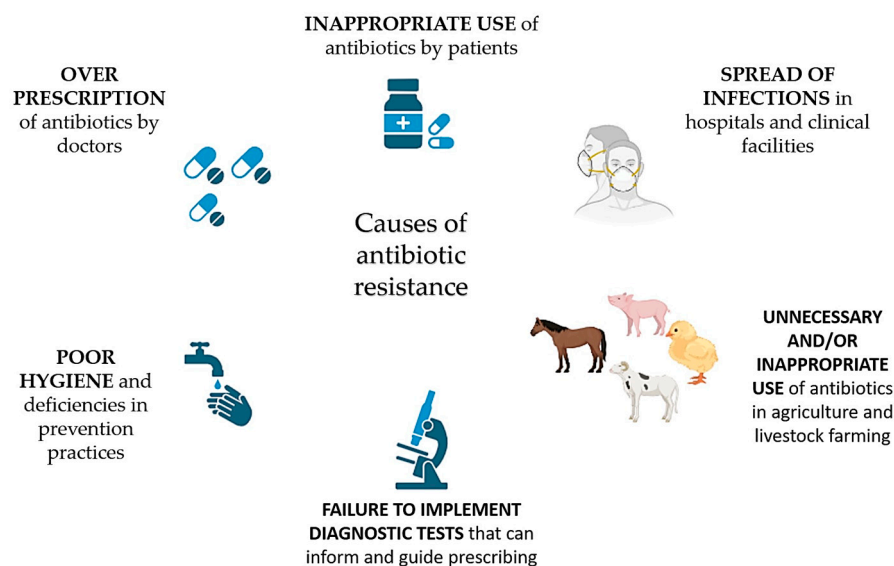 INAPPROPRIATE USE of
antibiotics by patients
OVER
PRESCRIPTION
of antibiotics by
doctors
SPREAD OF
INFECTIONS in
hospitals and clinical
facilities
Causes of
antibiotic
resistance
POOR
HYGIENE and
deficiencies in
prevention
practices
UNNECESSARY
AND/OR
INAPPROPRIATE
USE of antibiotics
in agriculture and
livestock farming
FAILURE TO IMPLEMENT
DIAGNOSTIC TESTS that can
inform and guide prescribing